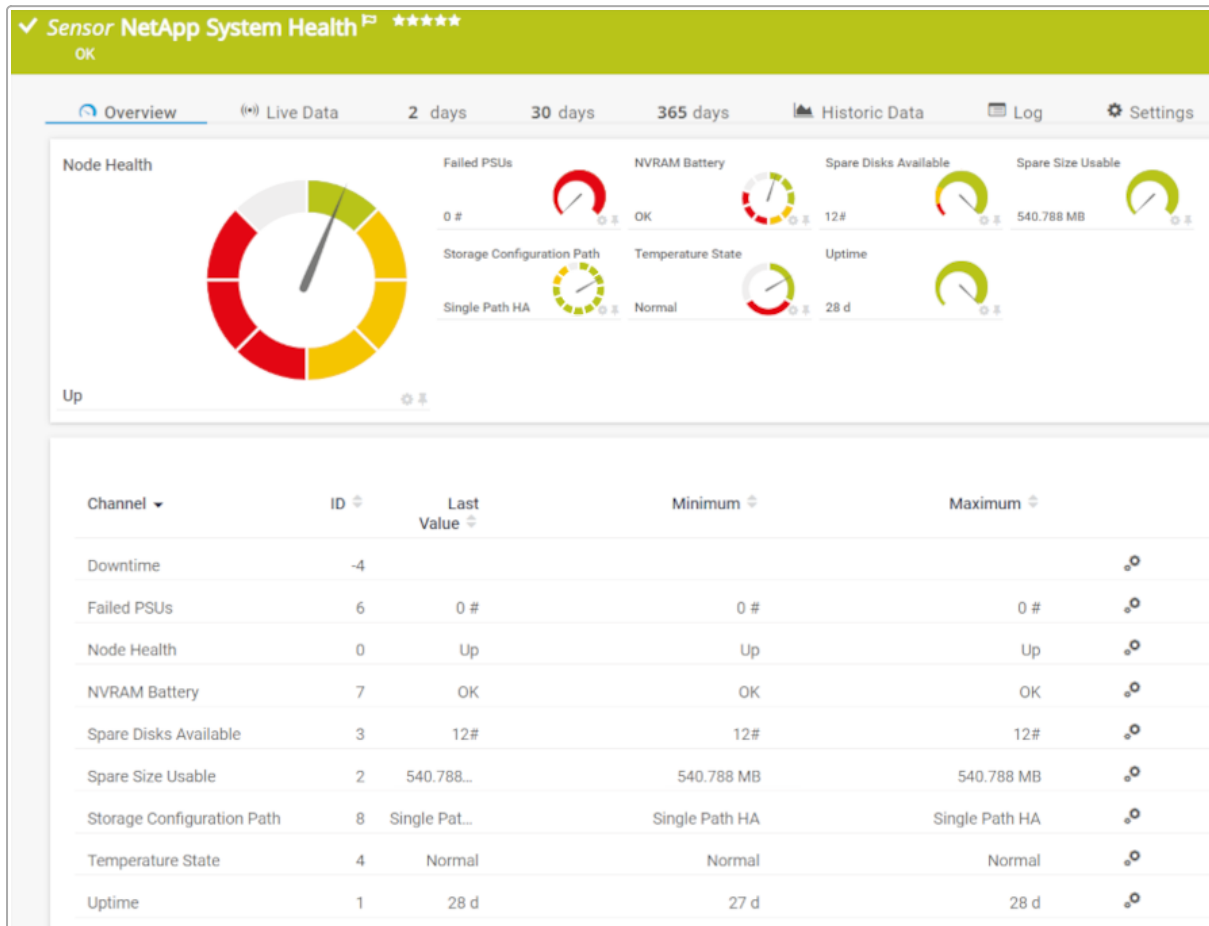 Sensor NetApp System Health
OK
Overview
Live Data
2 days
30 days
365 days
Historic Data
Log
Settings
Node Health
Up
Failed PSUs
0 #
NVRAM Battery
OK
Spare Disks Available
12#
Spare Size Usable
540.788 MB
Storage Configuration Path
Single Path HA
Temperature State
Normal
Uptime
28 d
Channel ID Last Value Minimum Maximum
Downtime -4
Failed PSUs 6 0 # 0 # 0 #
Node Health 0 Up Up Up
NVRAM Battery 7 OK OK OK
Spare Disks Available 3 12# 12# 12#
Spare Size Usable 2 540.788... 540.788 MB 540.788 MB
Storage Configuration Path 8 Single Pat... Single Path HA Single Path HA
Temperature State 4 Normal Normal Normal
Uptime 1 28 d 27 d 28 d